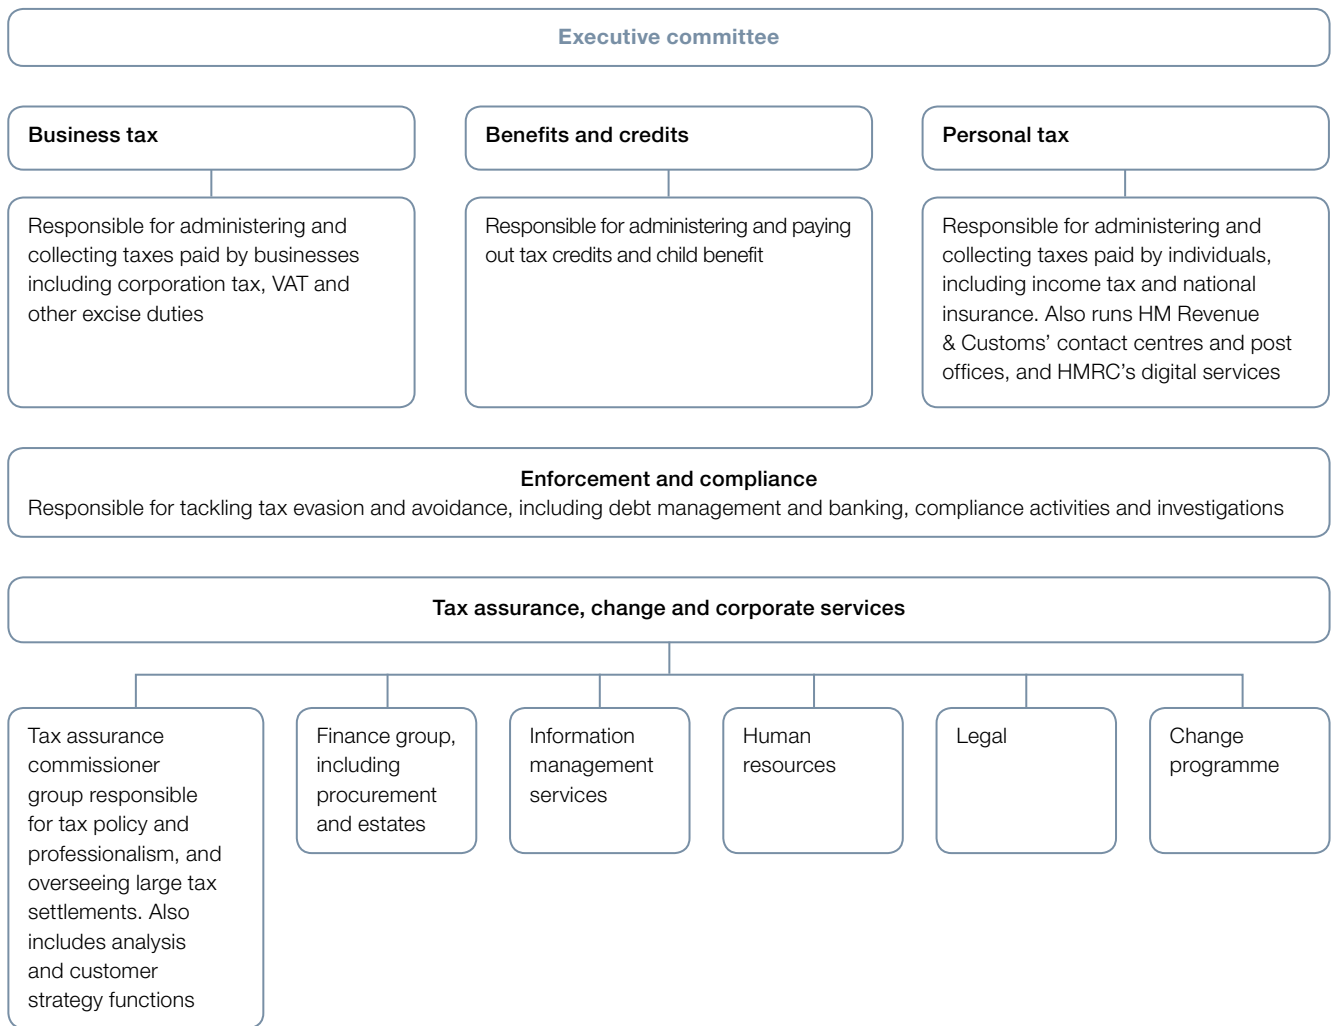 Executive committee
Business tax
Responsible for administering and
collecting taxes paid by businesses
including corporation tax, VAT and
other excise duties
Benefits and credits
Responsible for administering and paying
out tax credits and child benefit
Personal tax
Responsible for administering and
collecting taxes paid by individuals,
including income tax and national
insurance. Also runs HM Revenue
& Customs’ contact centres and post
offices, and HMRC’s digital services
Enforcement and compliance
Responsible for tackling tax evasion and avoidance, including debt management and banking, compliance activities and investigations
Tax assurance, change and corporate services
Tax assurance
commissioner
group responsible
for tax policy and
professionalism, and
overseeing large tax
settlements. Also
includes analysis
and customer
strategy functions
Finance group,
including
procurement
and estates
Information
management
services
Human
resources
Legal
Change
programme